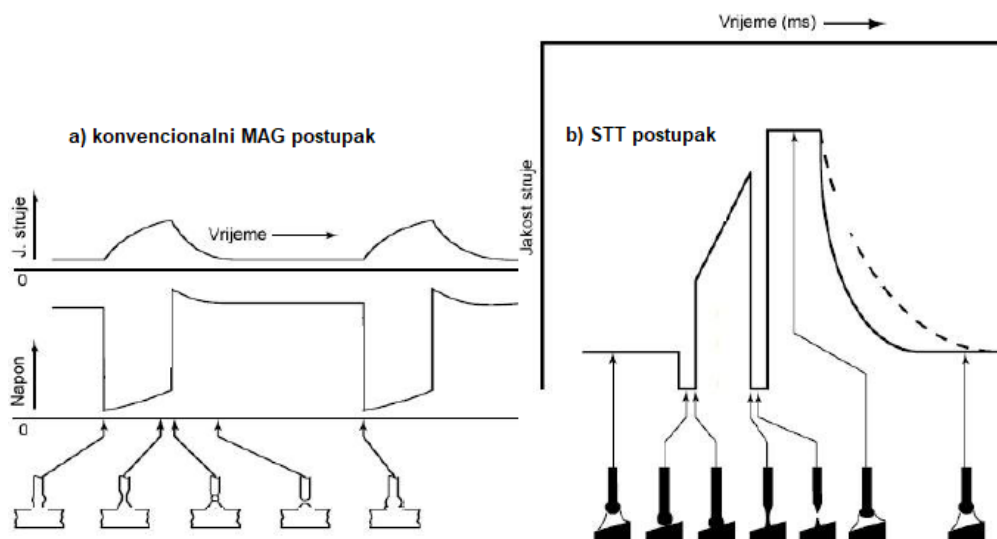 Vrijeme (ms)
a) konvencionalni MAG postupak
b) STT postupak
J. struje
Vrijeme
0
Napon
0
Jakost struje